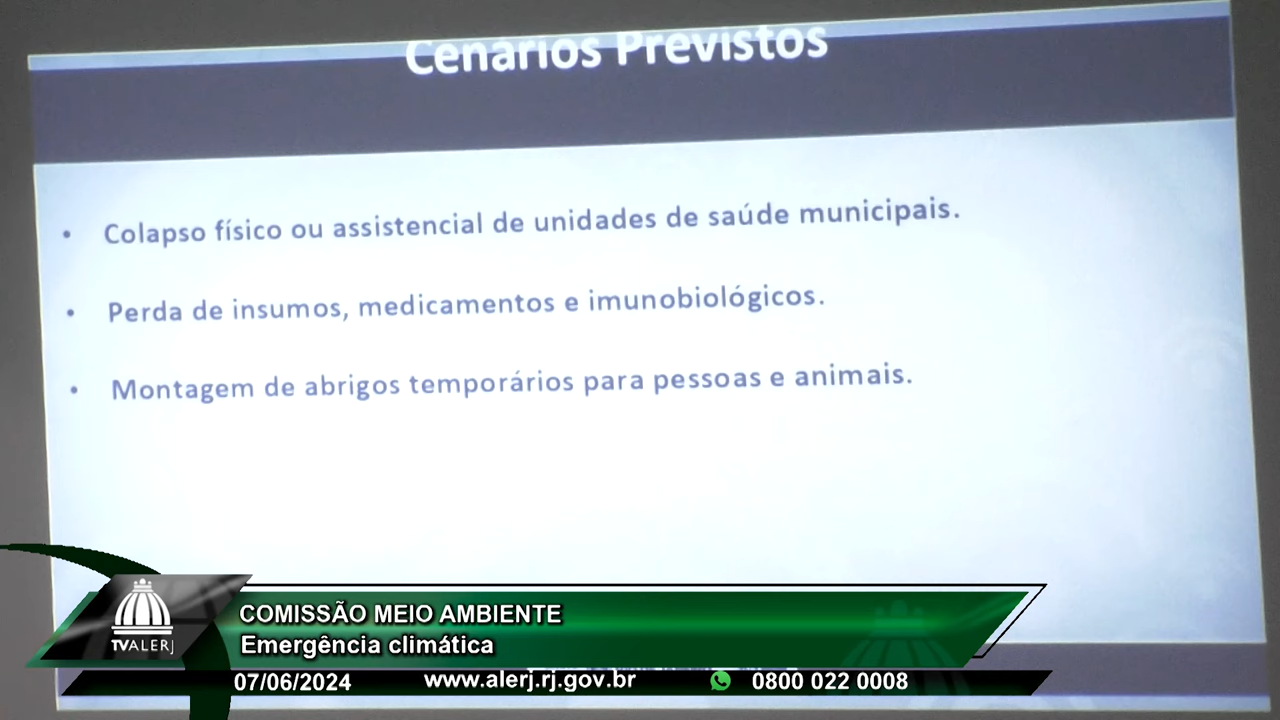 Cenários Previstos
• Colapso físico ou assistencial de unidades de saúde municipais.
• Perda de insumos, medicamentos e imunobiológicos.
• Montagem de abrigos temporários para pessoas e animais.
COMISSÃO MEIO AMBIENTE
Emergência climática
TVALERJ
07/06/2024 www.alerj.rj.gov.br 0800 022 0008